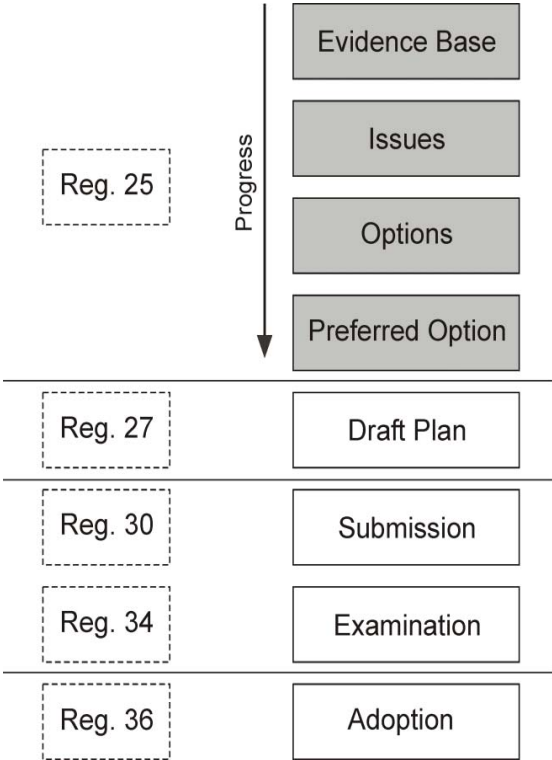 Evidence Base
Issues
Reg. 25
Progress
Options
Preferred Option
Reg. 27
Draft Plan
Reg. 30
Submission
Reg. 34
Examination
Reg. 36
Adoption